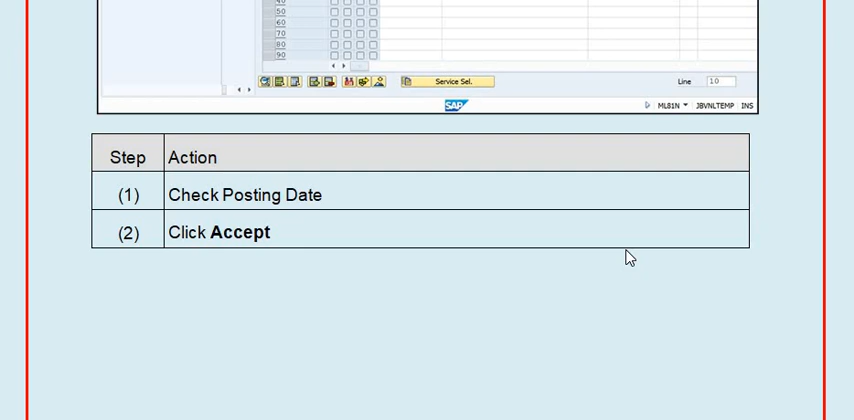 50
60
70
80
90
Service Sel.
Line 10
SAP
ML81N JBVNLTEMP INS
Step Action
(1) Check Posting Date
(2) Click Accept